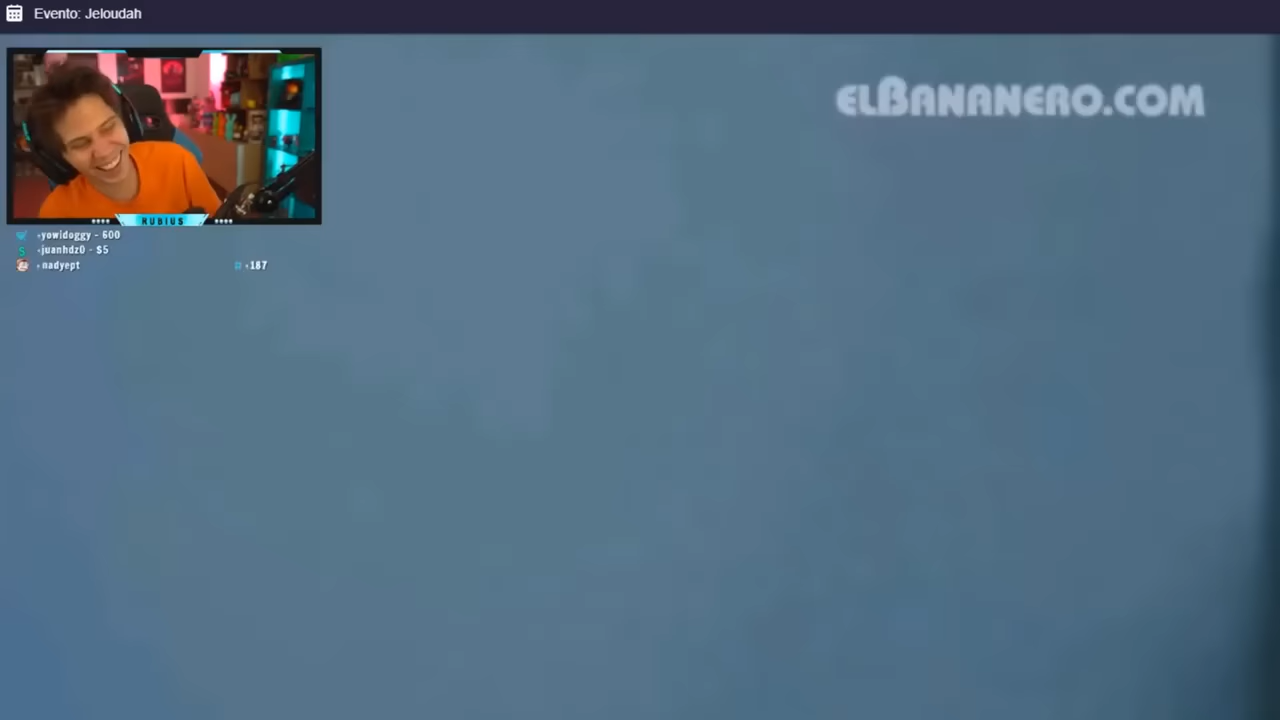 Evento: Jeloudah
elBananero.com
RUBIUS
yowidoggy - 600
juanhdz0 - $5
nadyept
187